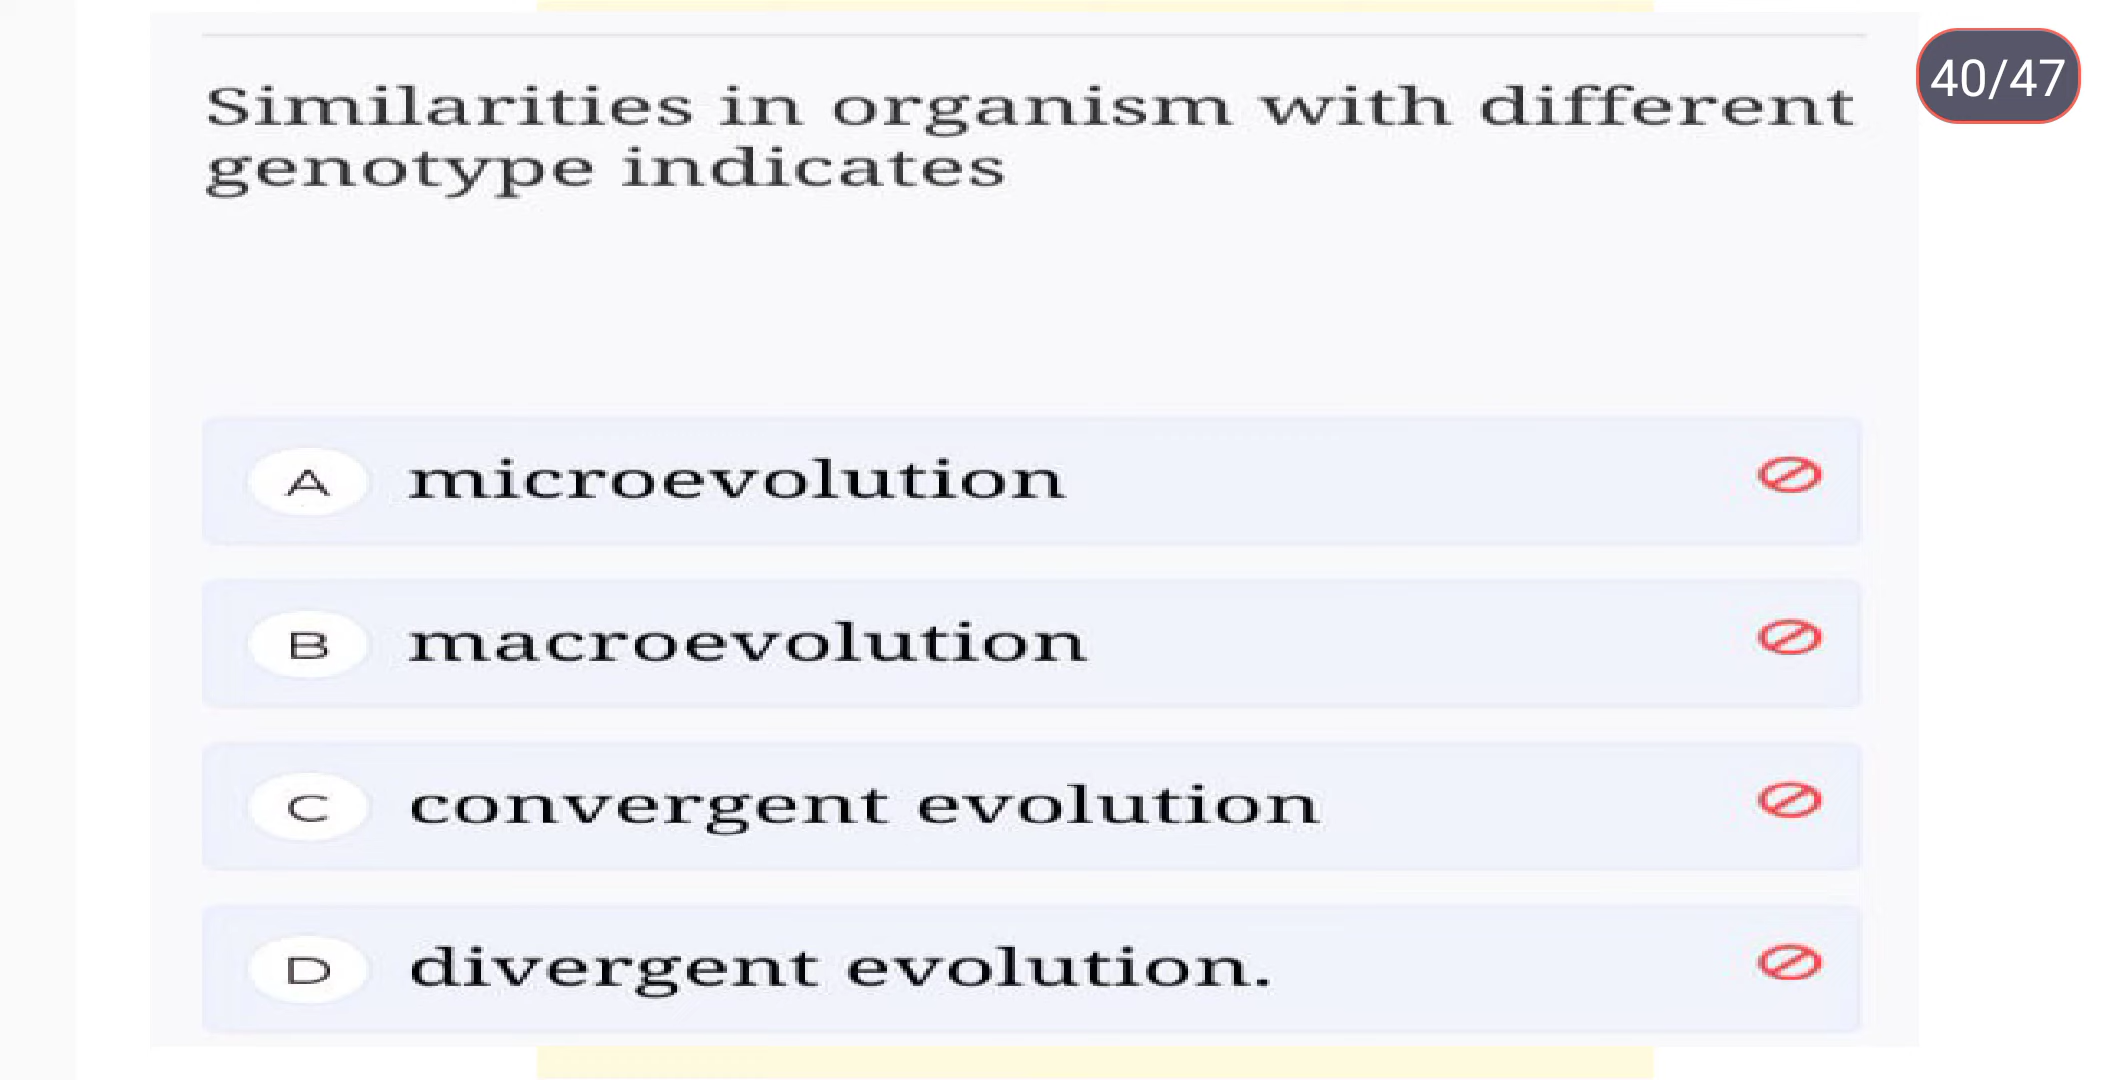 40/47
Similarities in organism with different
genotype indicates
A microevolution
B macroevolution
C convergent evolution
D divergent evolution.